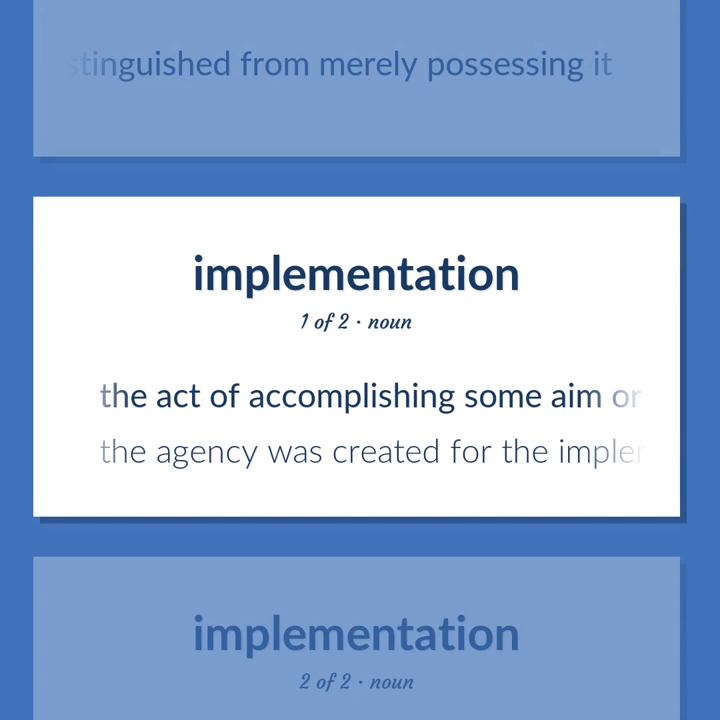 stinguished from merely possessing it
implementation
1 of 2 · noun
the act of accomplishing some aim or
the agency was created for the impler
implementation
2 of 2 · noun